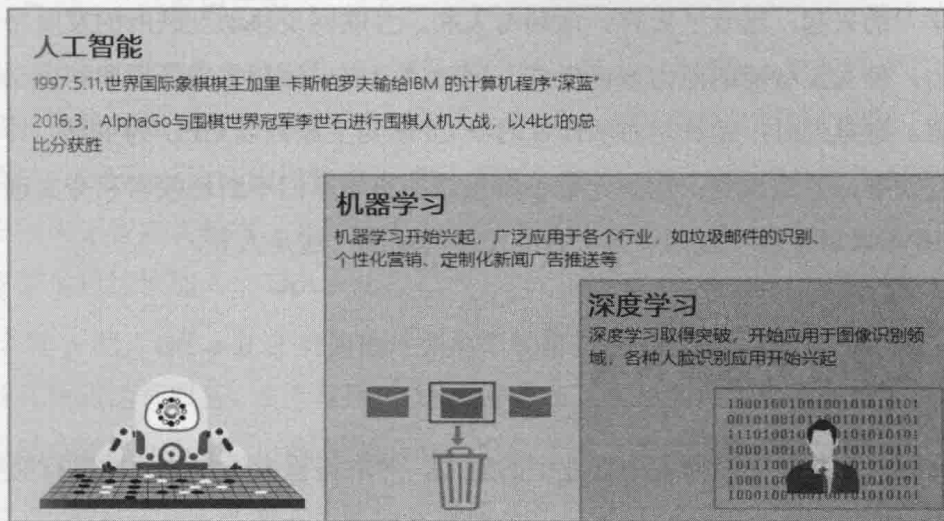 人工智能
1997.5.11,世界国际象棋棋王加里·卡斯帕罗夫输给IBM 的计算机程序“深蓝”
2016.3，AlphaGo与围棋世界冠军李世石进行围棋人机大战，以4比1的总
比分获胜
机器学习
机器学习开始兴起，广泛应用于各个行业，如垃圾邮件的识别、
个性化营销、定制化新闻广告推送等
深度学习
深度学习取得突破，开始应用于图像识别领
域，各种人脸识别应用开始兴起